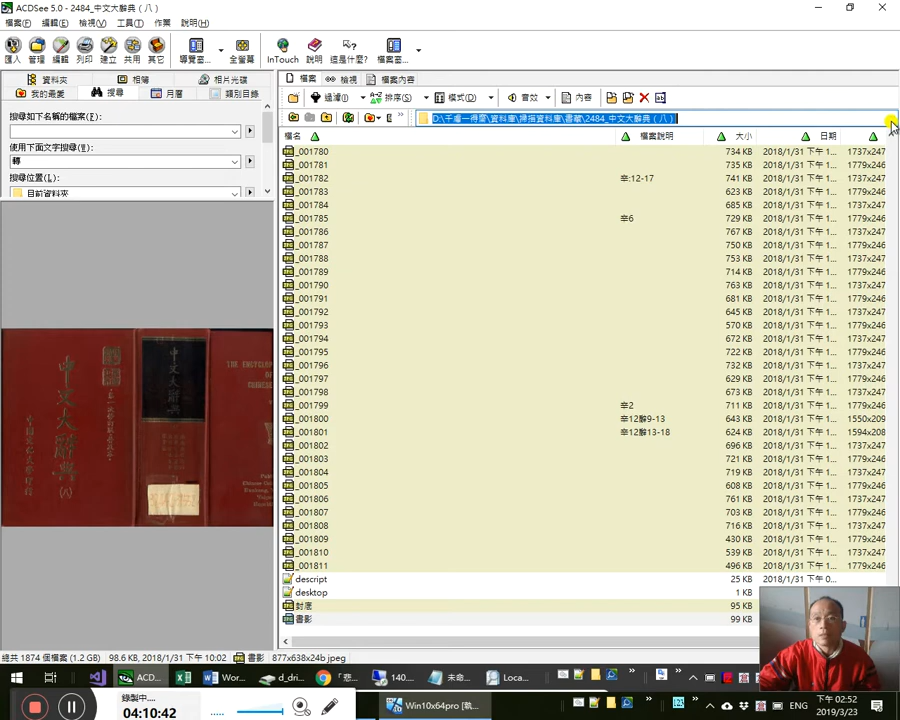 ACDSee 5.0 - 2484_中文大辭典（八）
檔案(F) 編輯(E) 檢視(V) 工具(T) 作業 說明(H)
匯入 管理 編輯 列印 建立 共用 其它 導覽窗... 全螢幕 InTouch 說明 這是什麼? 檔案窗...
資料夾 相簿 相片光碟
我的最愛 搜尋 月曆 類別目錄
搜尋如下名稱的檔案(F):
使用下面文字搜尋(U):
轉
搜尋位置(L):
目前資料夾
檔案 檢視 檔案內容
過濾(I) 排序(S) 模式(D) 音效 內容
D:\千慮一得齋\資料庫\掃描資料庫\書藏\2484_中文大辭典（八）
檔名 檔案說明 大小 日期
_001780 734 KB 2018/1/31 下午 1... 1737x247
_001781 735 KB 2018/1/31 下午 1... 1779x246
_001782 辛:12-17 741 KB 2018/1/31 下午 1... 1737x247
_001783 623 KB 2018/1/31 下午 1... 1779x246
_001784 685 KB 2018/1/31 下午 1... 1737x247
_001785 辛6 729 KB 2018/1/31 下午 1... 1779x246
_001786 767 KB 2018/1/31 下午 1... 1737x247
_001787 750 KB 2018/1/31 下午 1... 1779x246
_001788 753 KB 2018/1/31 下午 1... 1737x247
_001789 714 KB 2018/1/31 下午 1... 1779x246
_001790 763 KB 2018/1/31 下午 1... 1737x247
_001791 681 KB 2018/1/31 下午 1... 1779x246
_001792 645 KB 2018/1/31 下午 1... 1737x247
_001793 570 KB 2018/1/31 下午 1... 1779x246
_001794 672 KB 2018/1/31 下午 1... 1737x247
_001795 722 KB 2018/1/31 下午 1... 1779x246
_001796 732 KB 2018/1/31 下午 1... 1737x247
_001797 629 KB 2018/1/31 下午 1... 1779x246
_001798 673 KB 2018/1/31 下午 1... 1737x247
_001799 辛2 711 KB 2018/1/31 下午 1... 1779x246
_001800 辛12辭9-13 643 KB 2018/1/31 下午 1... 1550x209
_001801 辛12辭13-18 624 KB 2018/1/31 下午 1... 1594x208
_001802 696 KB 2018/1/31 下午 1... 1737x247
_001803 721 KB 2018/1/31 下午 1... 1779x246
_001804 719 KB 2018/1/31 下午 1... 1737x247
_001805 608 KB 2018/1/31 下午 1... 1779x246
_001806 761 KB 2018/1/31 下午 1... 1737x247
_001807 703 KB 2018/1/31 下午 1... 1779x246
_001808 716 KB 2018/1/31 下午 1... 1737x247
_001809 430 KB 2018/1/31 下午 1... 1779x246
_001810 539 KB 2018/1/31 下午 1... 1737x247
_001811 496 KB 2018/1/31 下午 1... 1779x246
descript 25 KB 2018/1/31 下午 0...
desktop 1 KB
封底 95 KB
書影 99 KB
中文大辭典
(八)
中文大辭典
THE ENCYCLOP
總共 1874 個檔案 (1.2 GB) 98.6 KB, 2018/1/31 下午 10:02 書影 877x638x24b jpeg
ACD... Wor... d_dri... 「悲... 140.... 未命... Loca...
錄製中....
04:10:42
Win10x64pro [執...
ENG
下午 02:52
2019/3/23